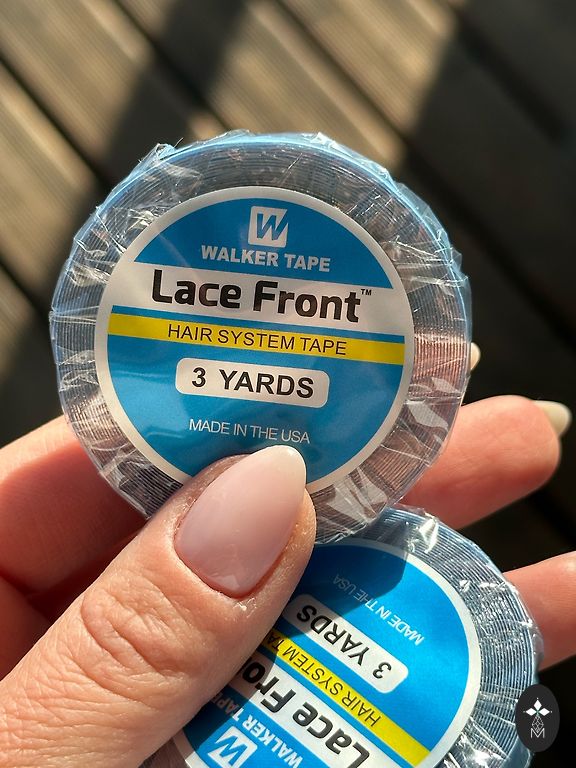 W
WALKER TAPE
Lace Front™
HAIR SYSTEM TAPE
3 YARDS
MADE IN THE USA
MADE IN THE USA
3 YARDS
HAIR SYSTEM TA
Lace Fro
WALKER TAPE
W
M